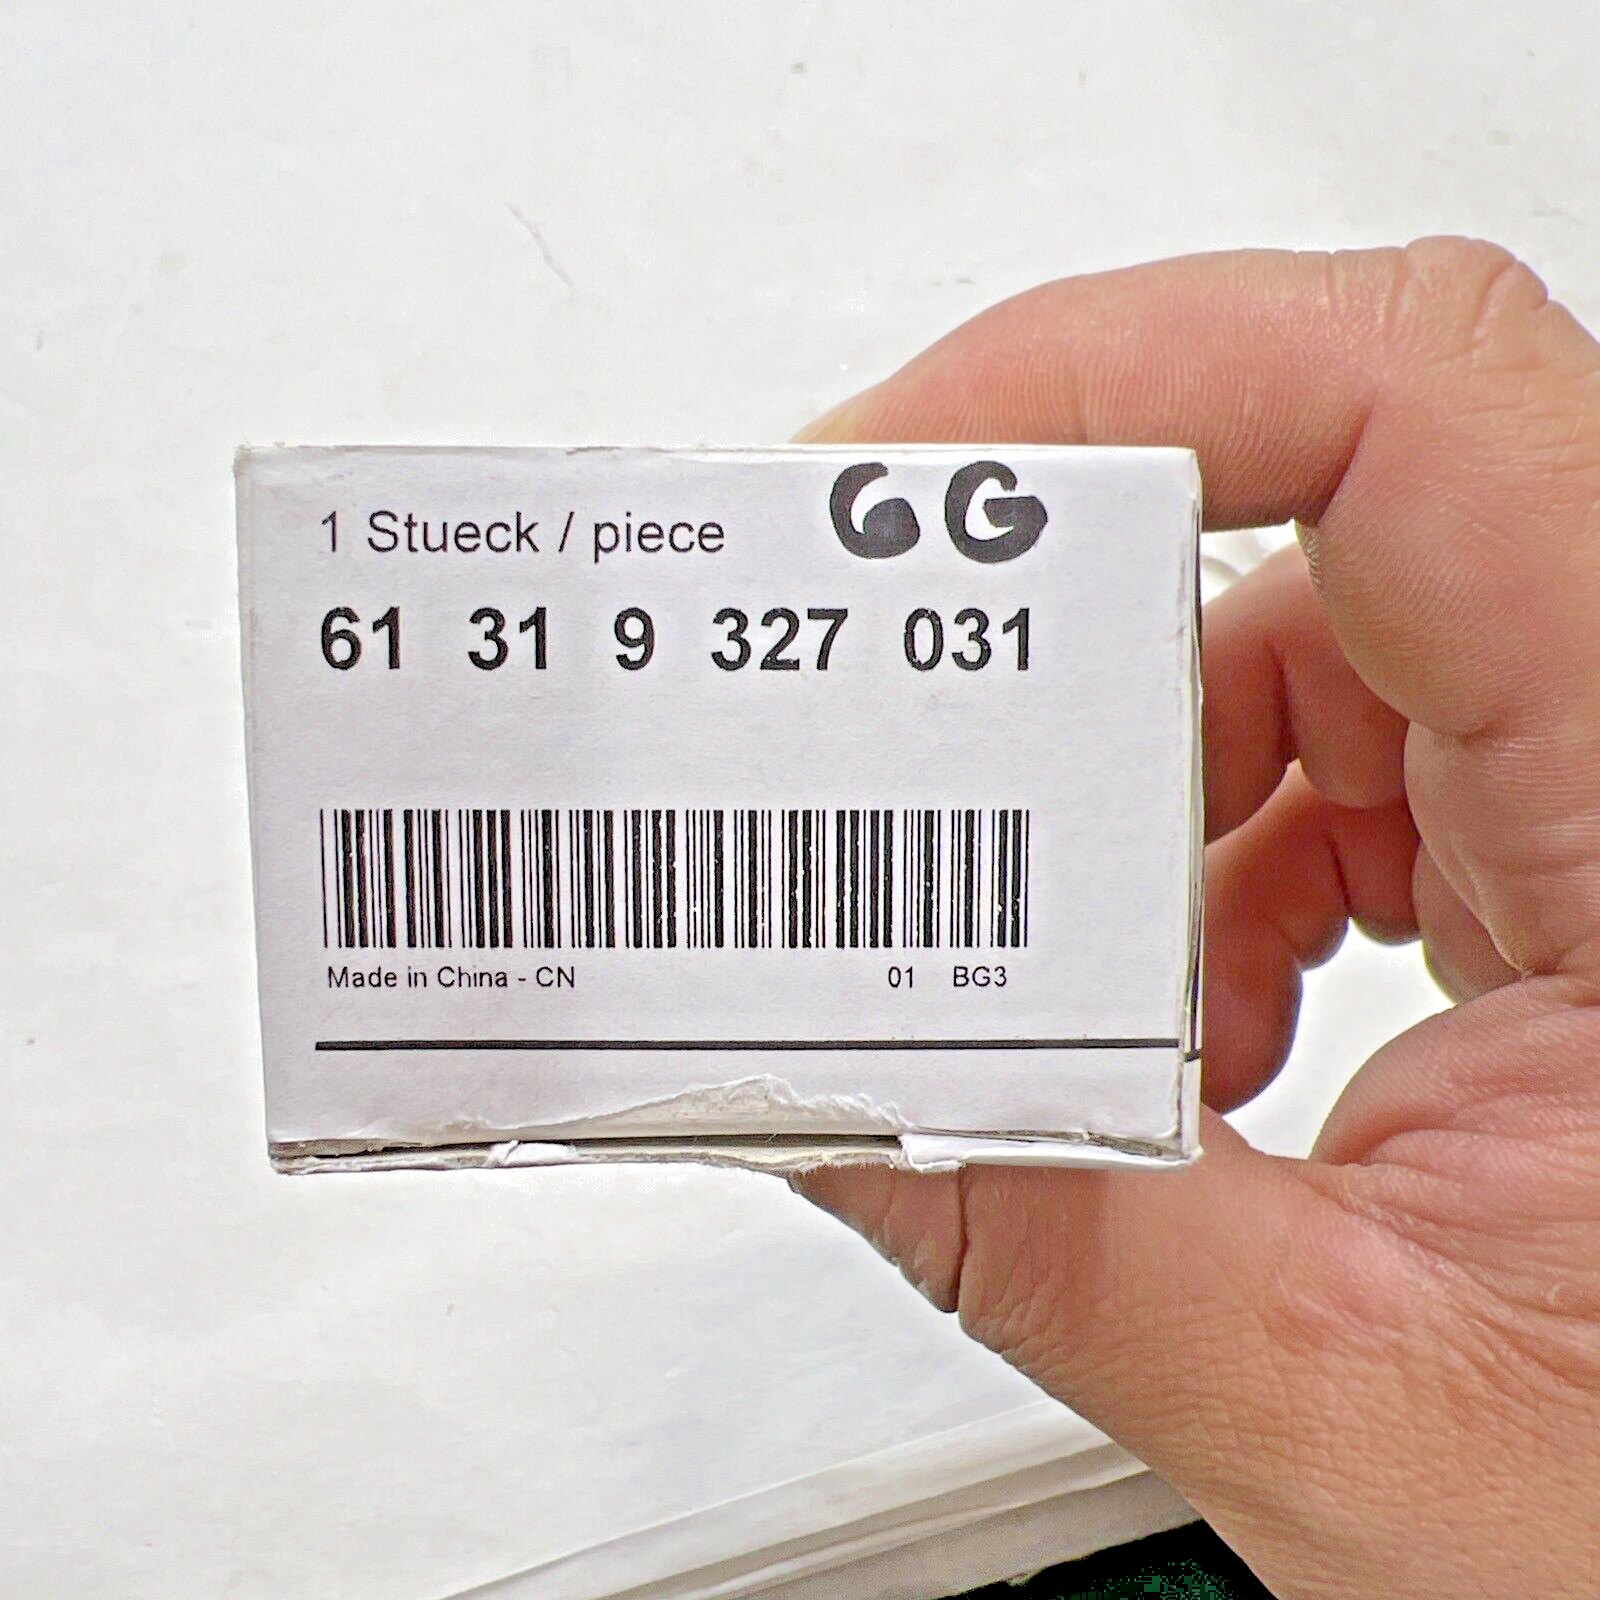 1 Stueck / piece GG
61 31 9 327 031
Made in China - CN 01 BG3